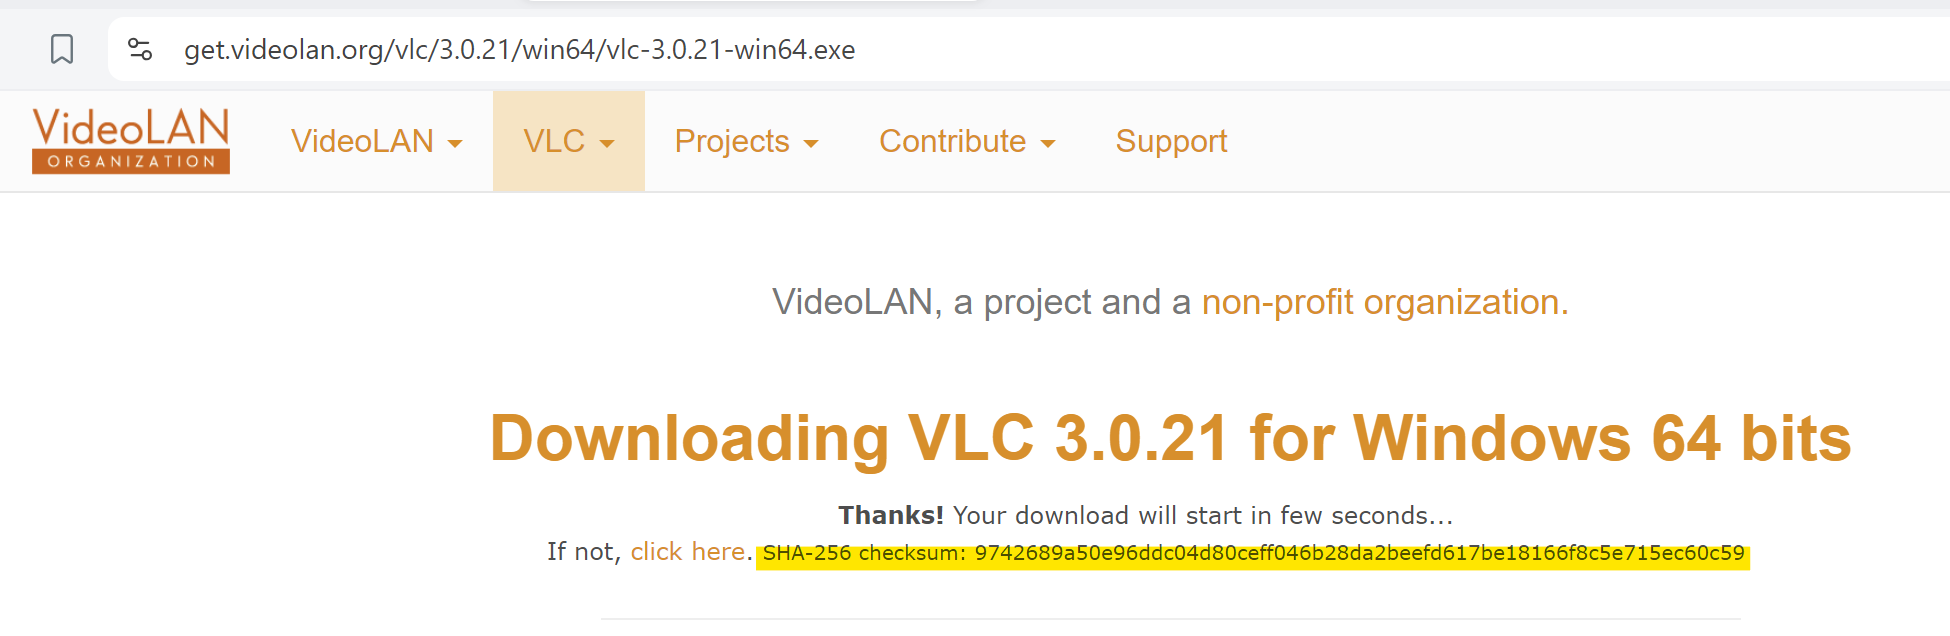 get.videolan.org/vlc/3.0.21/win64/vlc-3.0.21-win64.exe
VideoLAN
ORGANIZATION
VideoLAN VLC Projects Contribute Support
VideoLAN, a project and a non-profit organization.
Downloading VLC 3.0.21 for Windows 64 bits
Thanks! Your download will start in few seconds...
If not, click here. SHA-256 checksum: 9742689a50e96ddc04d80ceff046b28da2beefd617be18166f8c5e715ec60c59